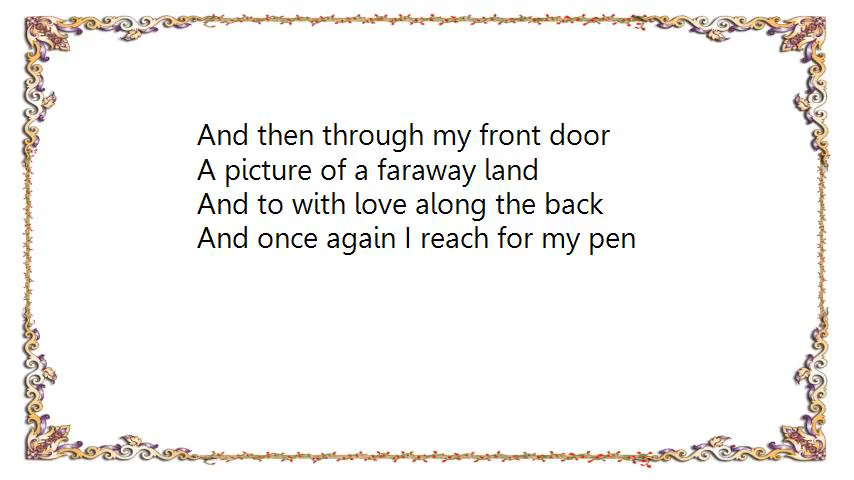 And then through my front door
A picture of a faraway land
And to with love along the back
And once again I reach for my pen